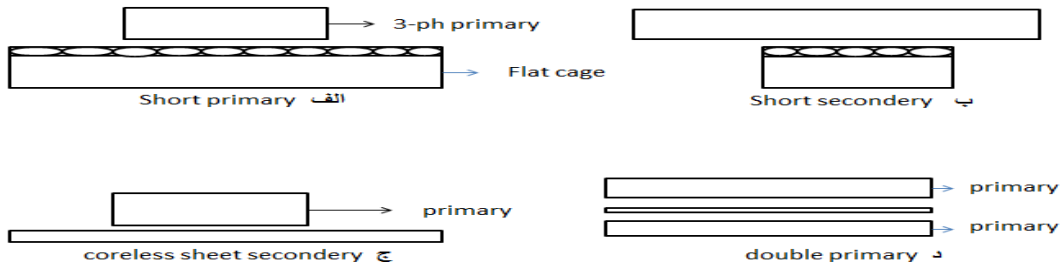 3-ph primary
Flat cage
Short primary الف
Short secondery ب
primary
coreless sheet secondery ج
primary
primary
double primary د